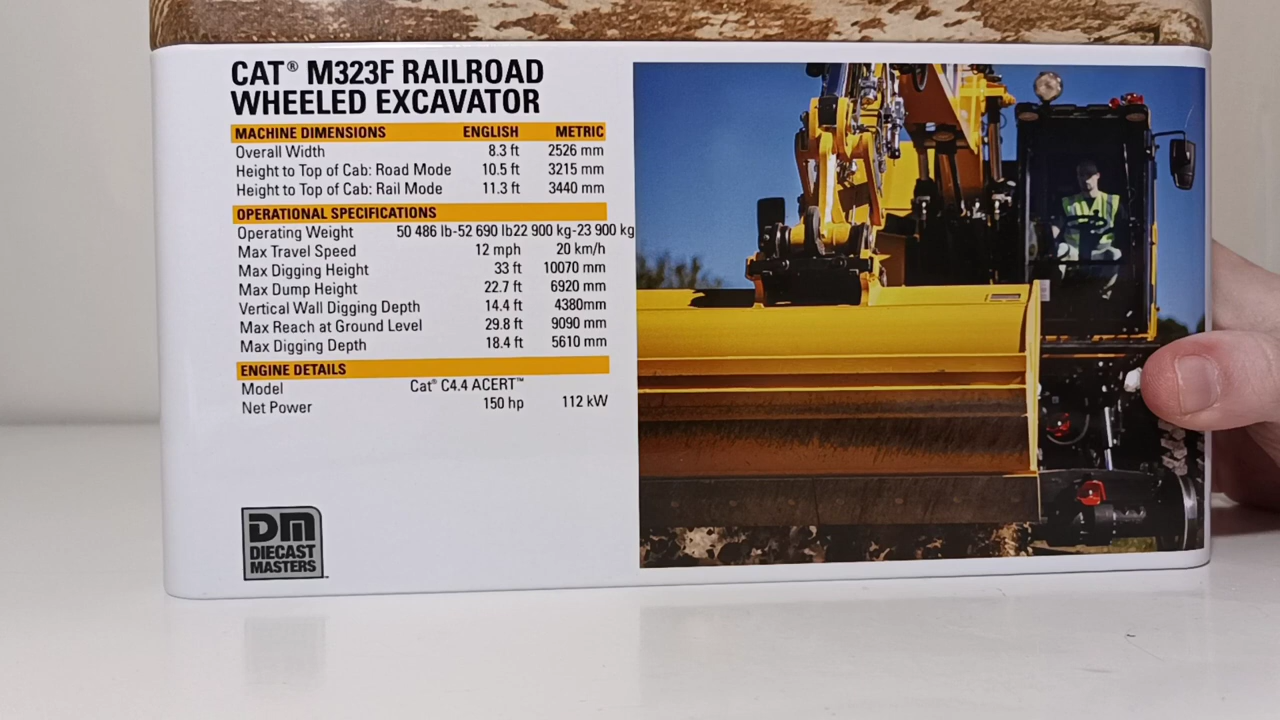 CAT® M323F RAILROAD
WHEELED EXCAVATOR
MACHINE DIMENSIONS ENGLISH METRIC
Overall Width 8.3 ft 2526 mm
Height to Top of Cab: Road Mode 10.5 ft 3215 mm
Height to Top of Cab: Rail Mode 11.3 ft 3440 mm
OPERATIONAL SPECIFICATIONS
Operating Weight 50 486 lb-52 690 lb22 900 kg-23 900 kg
Max Travel Speed 12 mph 20 km/h
Max Digging Height 33 ft 10070 mm
Max Dump Height 22.7 ft 6920 mm
Vertical Wall Digging Depth 14.4 ft 4380mm
Max Reach at Ground Level 29.8 ft 9090 mm
Max Digging Depth 18.4 ft 5610 mm
ENGINE DETAILS
Model Cat® C4.4 ACERT™
Net Power 150 hp 112 kW
DM
DIECAST
MASTERS